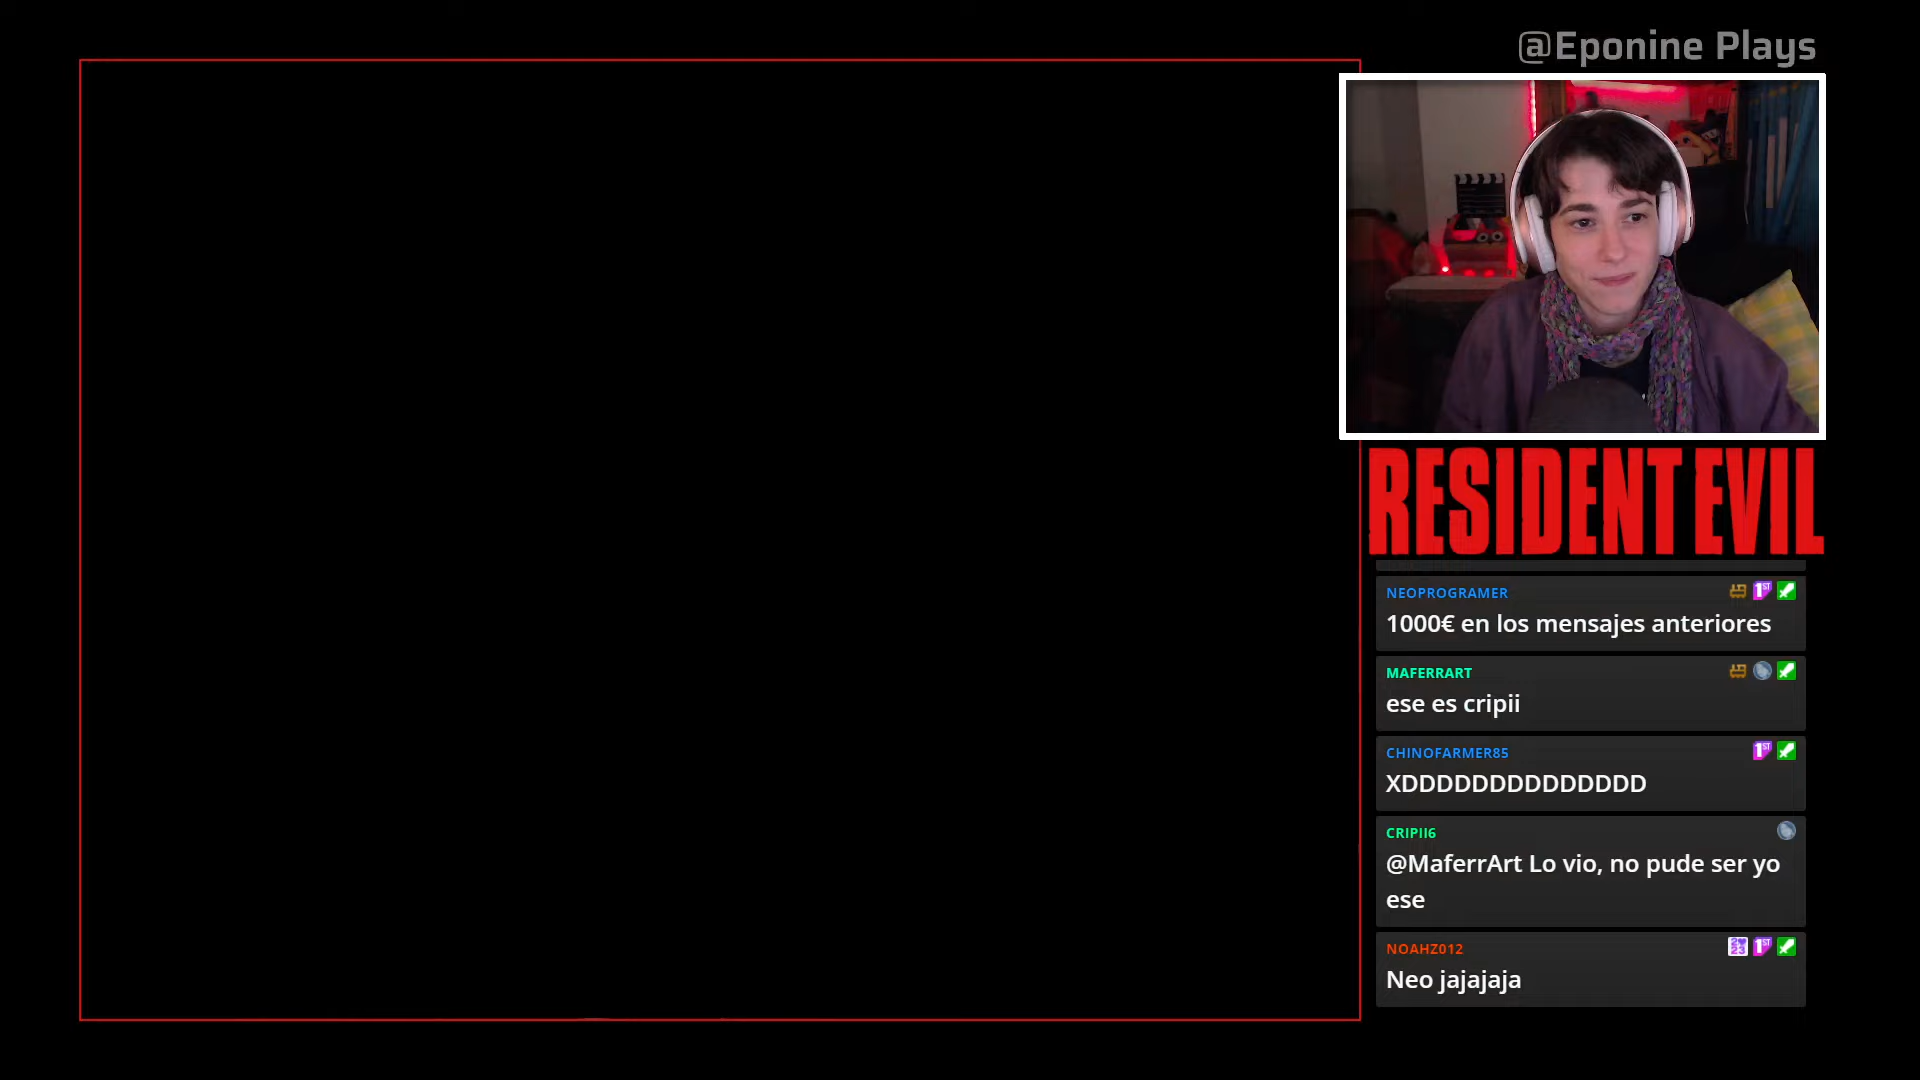 @Eponine Plays
RESIDENT EVIL
NEOPROGRAMER
1000€ en los mensajes anteriores
MAFERRART
ese es cripii
CHINOFARMER85
XDDDDDDDDDDDDDD
CRIPII6
@MaferrArt Lo vio, no pude ser yo
ese
NOAHZ012
Neo jajajaja